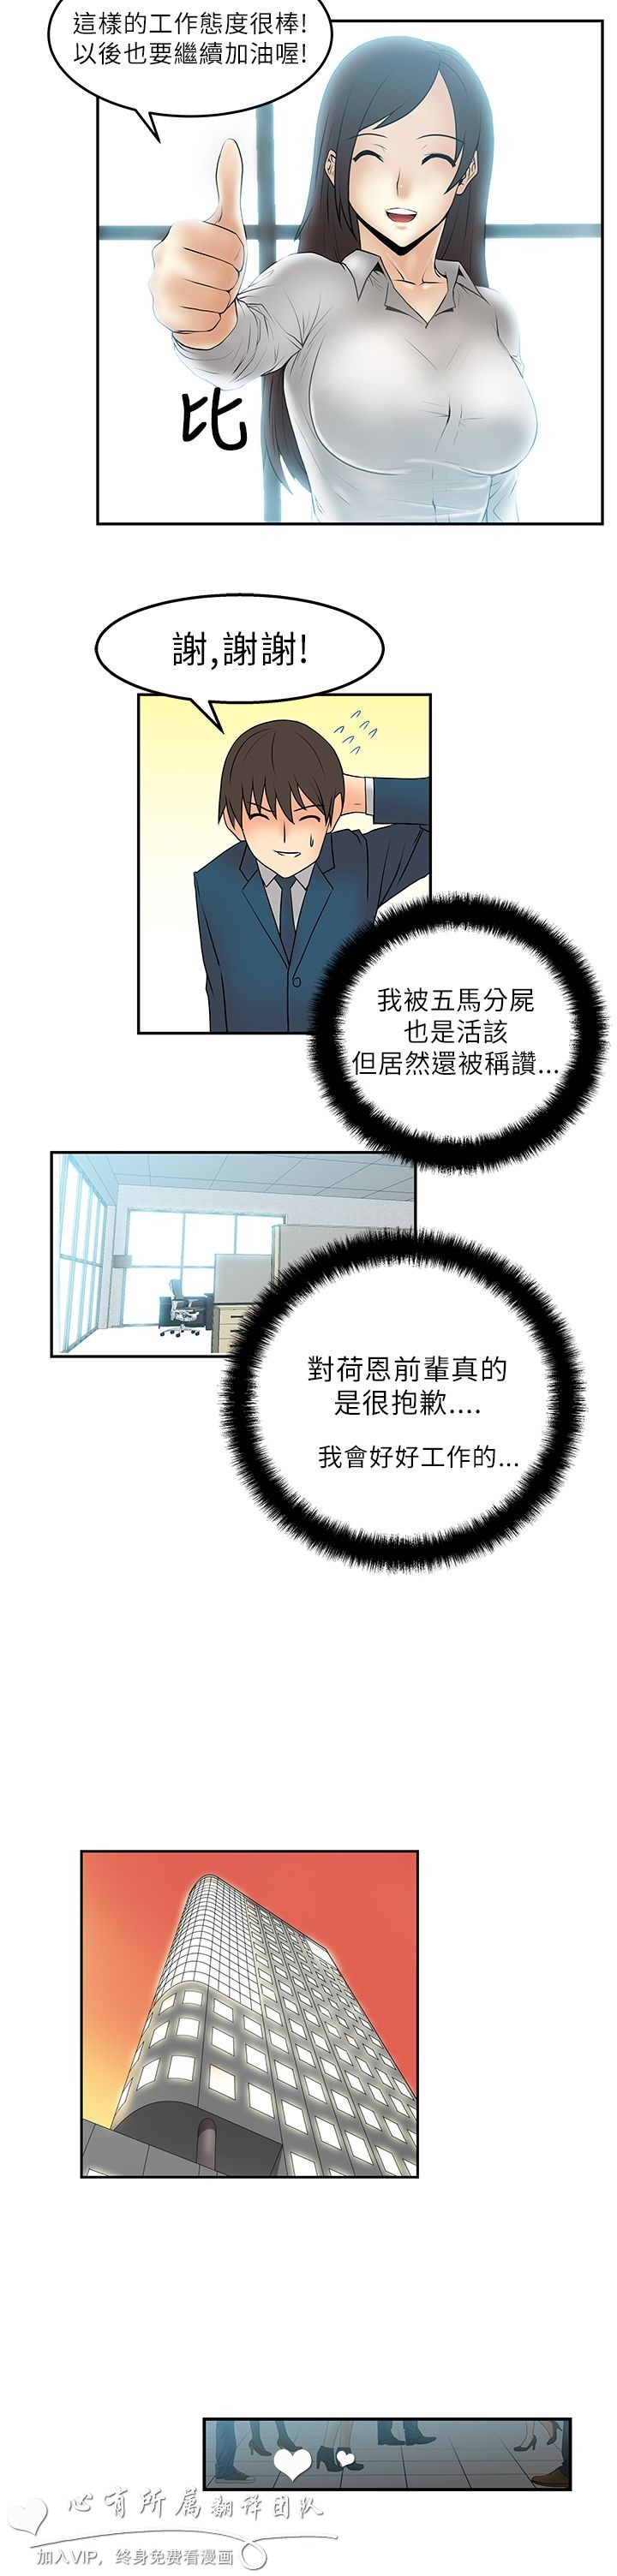 這樣的工作態度很棒!
以後也要繼續加油喔!
比
謝,謝謝!
我被五馬分屍
也是活該
但居然還被稱讚...
對荷恩前輩真的
是很抱歉....
我會好好工作的...
心有所属翻译团队
加入VIP，终身免费看漫画